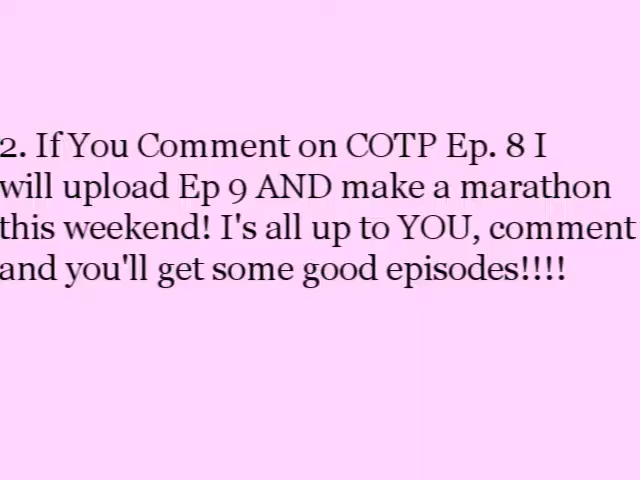 2. If You Comment on COTP Ep. 8 I
will upload Ep 9 AND make a marathon
this weekend! I's all up to YOU, comment
and you'll get some good episodes!!!!